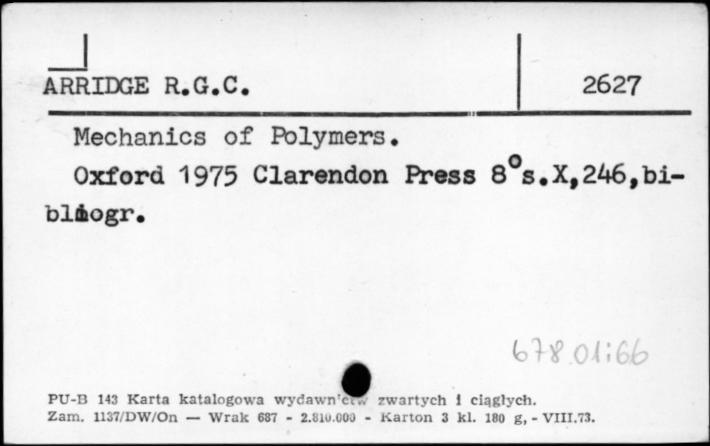 ARRIDGE R.G.C. 2627
Mechanics of Polymers.
Oxford 1975 Clarendon Press 8°s.X,246,bi-
bliogr.
678.01:66
PU-B 143 Karta katalogowa wydawnictw zwartych i ciągłych.
Zam. 1137/DW/On — Wrak 687 - 2.810.000 - Karton 3 kl. 180 g, - VIII.73.